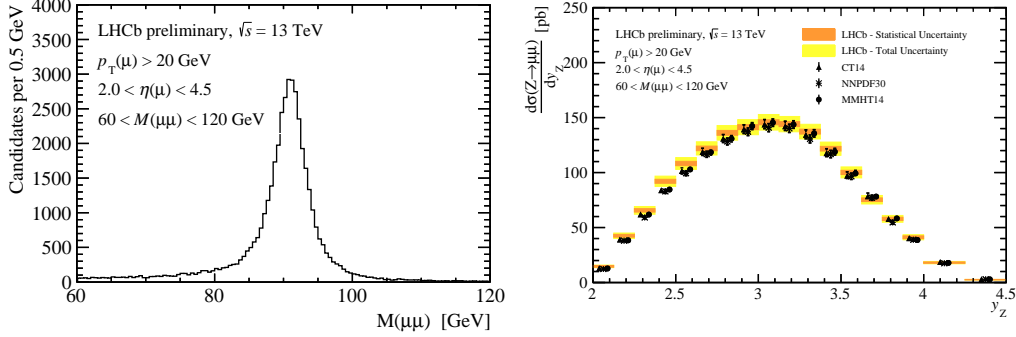 Candidates per 0.5 GeV
4000
3500
3000
2500
2000
1500
1000
500
0
LHCb preliminary, √s = 13 TeV
p_T(μ) > 20 GeV
2.0 < η(μ) < 4.5
60 < M(μμ) < 120 GeV
60
80
100
120
M(μμ) [GeV]
dσ(Z→μμ)
dy_Z
[pb]
250
200
150
100
50
0
LHCb preliminary, √s = 13 TeV
p_T(μ) > 20 GeV
2.0 < η(μ) < 4.5
60 < M(μμ) < 120 GeV
LHCb - Statistical Uncertainty
LHCb - Total Uncertainty
CT14
NNPDF30
MMHT14
2
2.5
3
3.5
4
4.5
y_Z